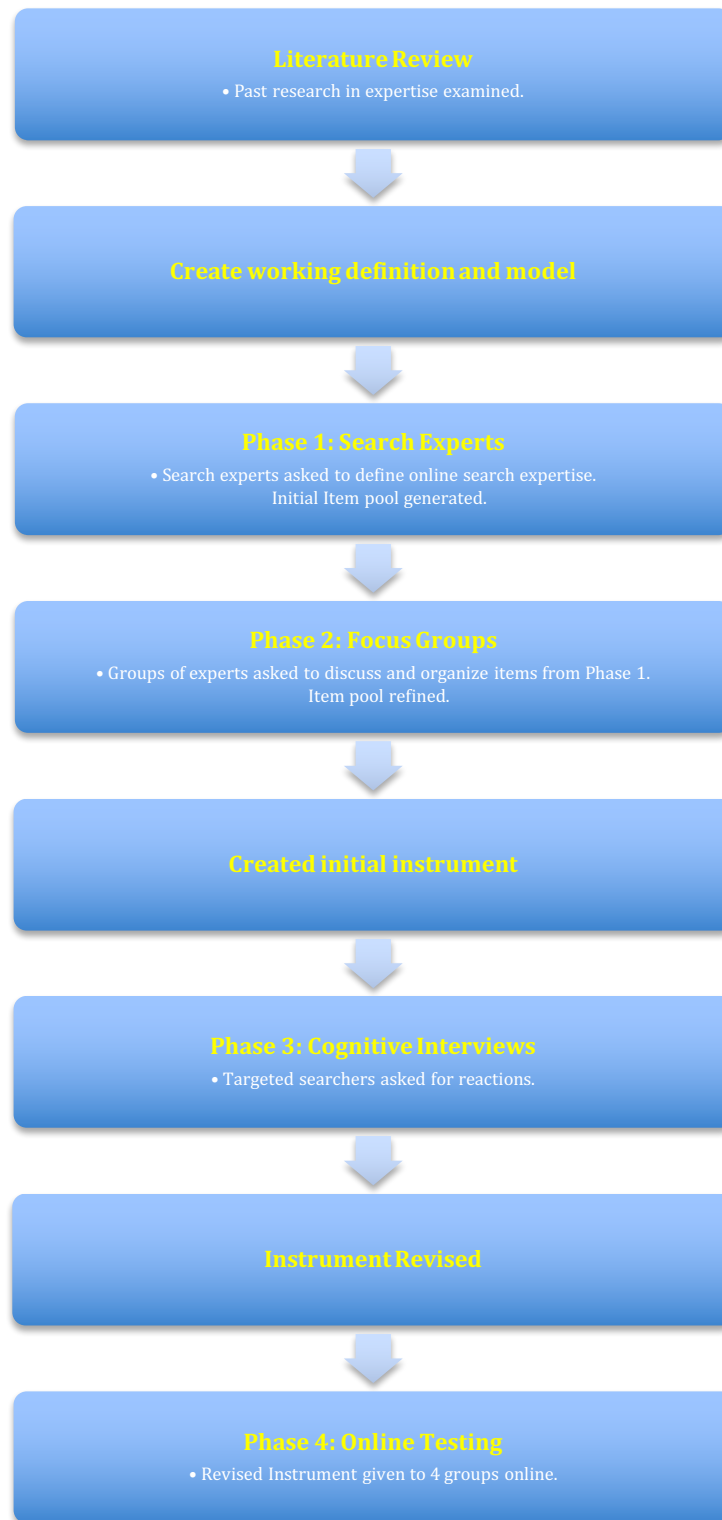 Literature Review
• Past research in expertise examined.
Create working definition and model
Phase 1: Search Experts
• Search experts asked to define online search expertise.
Initial Item pool generated.
Phase 2: Focus Groups
• Groups of experts asked to discuss and organize items from Phase 1.
Item pool refined.
Created initial instrument
Phase 3: Cognitive Interviews
• Targeted searchers asked for reactions.
Instrument Revised
Phase 4: Online Testing
• Revised Instrument given to 4 groups online.